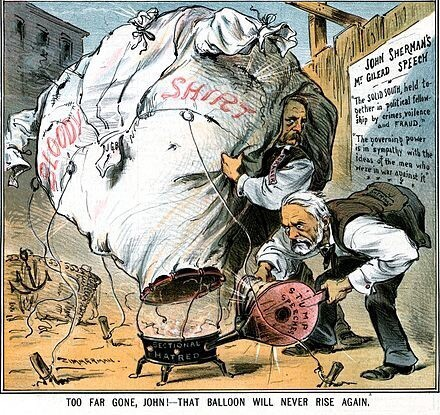 JOHN SHERMAN'S
MT GILEAD SPEECH
"The SOLID SOUTH, held to-
gether in political fellow-
ship by crimes, violence
and FRAUD."
"The governing power
is in sympathy with the
ideas of the men who
were in war against it"
BLOODY
SHIRT
SECTIONAL
HATRED
STUMP
SPEACHES
ZIMMERMAN.
TOO FAR GONE, JOHN!—THAT BALLOON WILL NEVER RISE AGAIN.